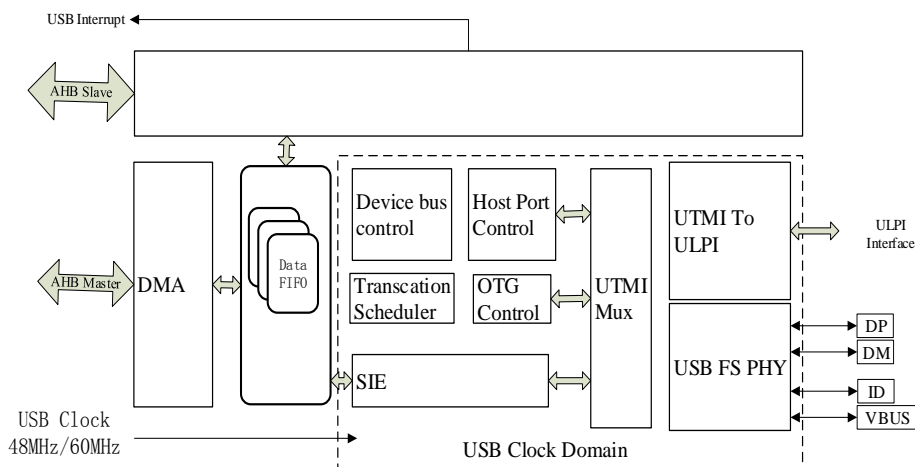 USB Interrupt
AHB Slave
Device bus
control
Host Port
Control
UTMI To
ULPI
ULPI
Interface
Data
FIFO
AHB Master
DMA
Transcation
Scheduler
OTG
Control
UTMI
Mux
DP
USB FS PHY
DM
SIE
ID
VBUS
USB Clock
48MHz/60MHz
USB Clock Domain